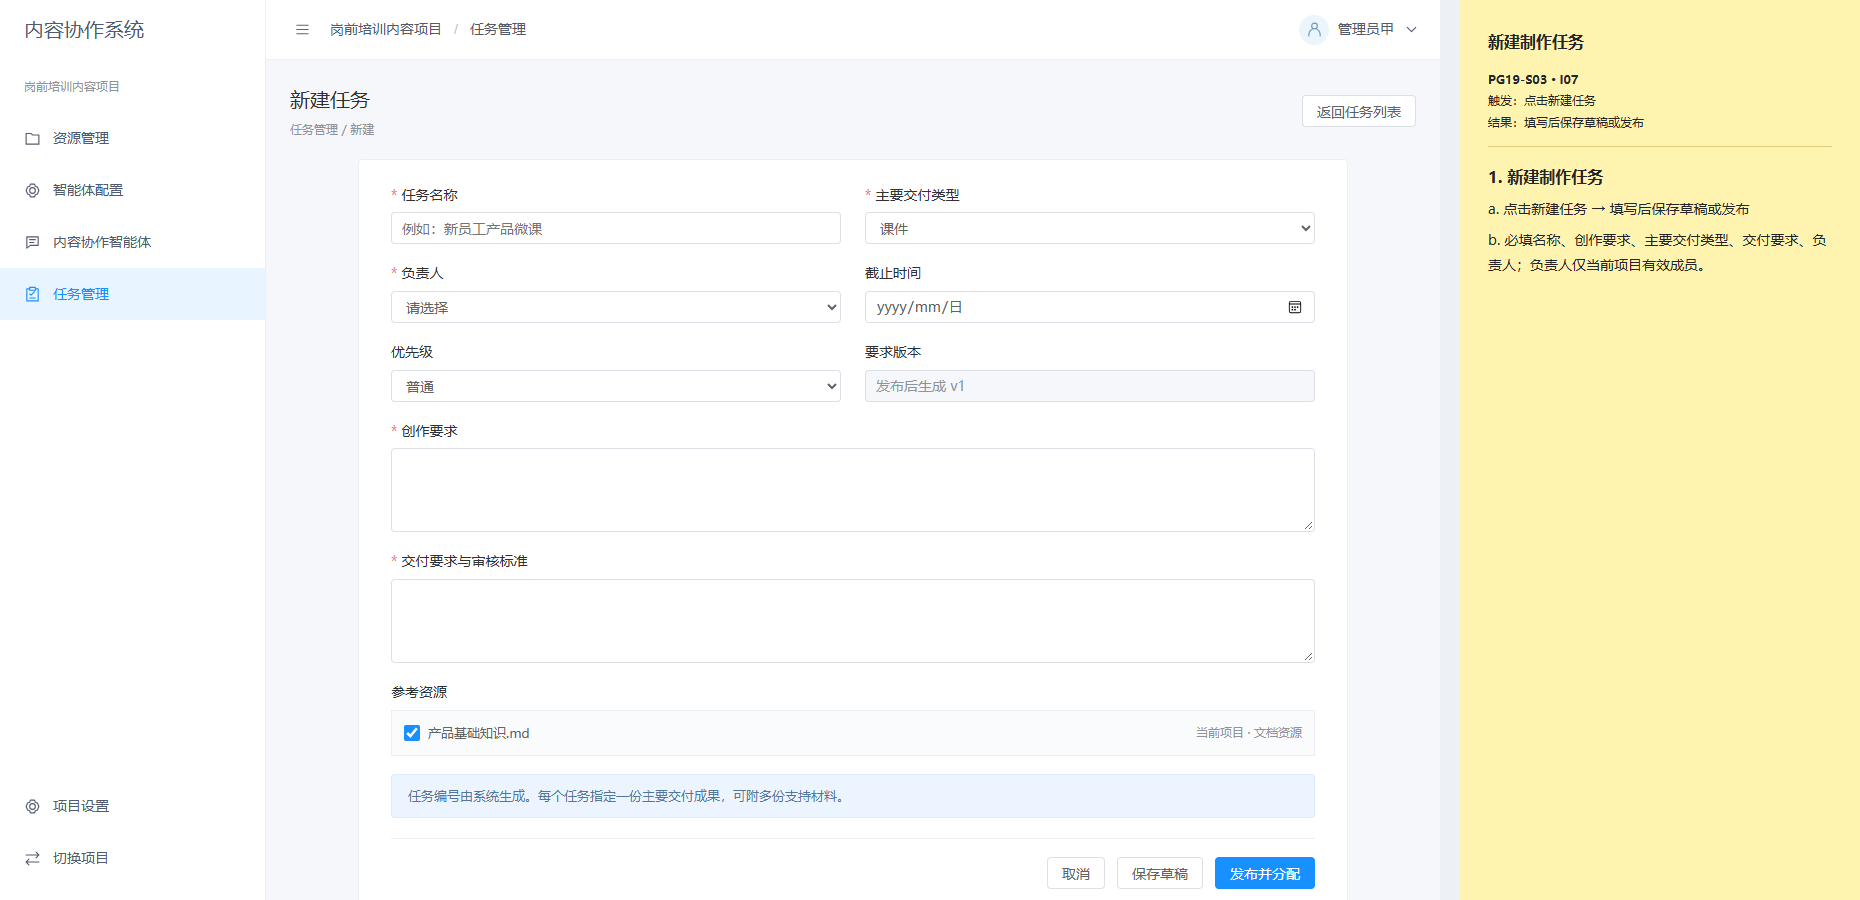 内容协作系统
岗前培训内容项目
资源管理
智能体配置
内容协作智能体
任务管理
项目设置
切换项目
岗前培训内容项目 / 任务管理
管理员甲
新建任务
任务管理 / 新建
返回任务列表
* 任务名称
例如：新员工产品微课
* 主要交付类型
课件
* 负责人
请选择
截止时间
yyyy/mm/日
优先级
普通
要求版本
发布后生成 v1
* 创作要求
* 交付要求与审核标准
参考资源
产品基础知识.md
当前项目 · 文档资源
任务编号由系统生成。每个任务指定一份主要交付成果，可附多份支持材料。
取消
保存草稿
发布并分配
新建制作任务
PG19-S03 • I07
触发：点击新建任务
结果：填写后保存草稿或发布
1. 新建制作任务
a. 点击新建任务 → 填写后保存草稿或发布
b. 必填名称、创作要求、主要交付类型、交付要求、负
责人；负责人仅当前项目有效成员。